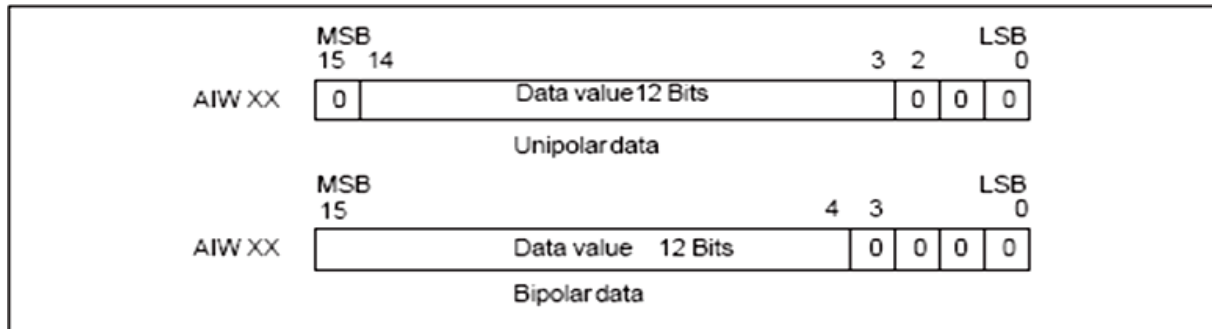 MSB LSB
15 14 3 2 0
AIW XX 0 Data value12 Bits 0 0 0
Unipolar data
MSB LSB
15 4 3 0
AIW XX Data value 12 Bits 0 0 0 0
Bipolar data